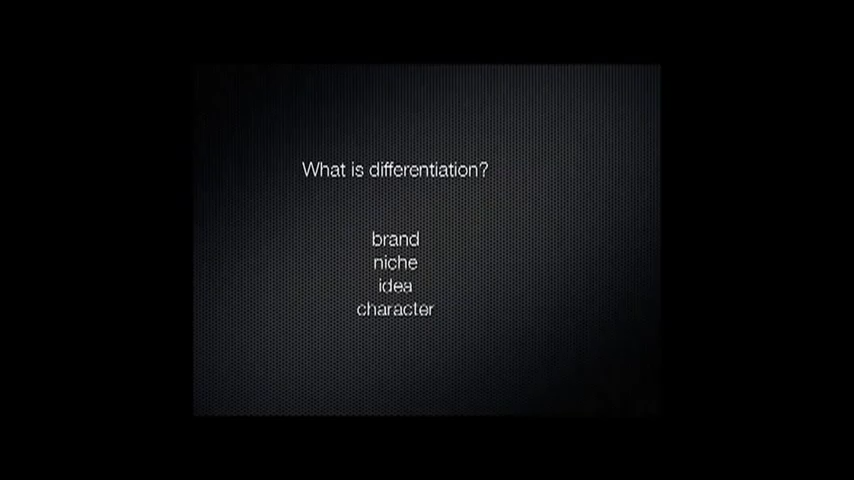 What is differentiation?
brand
niche
idea
character